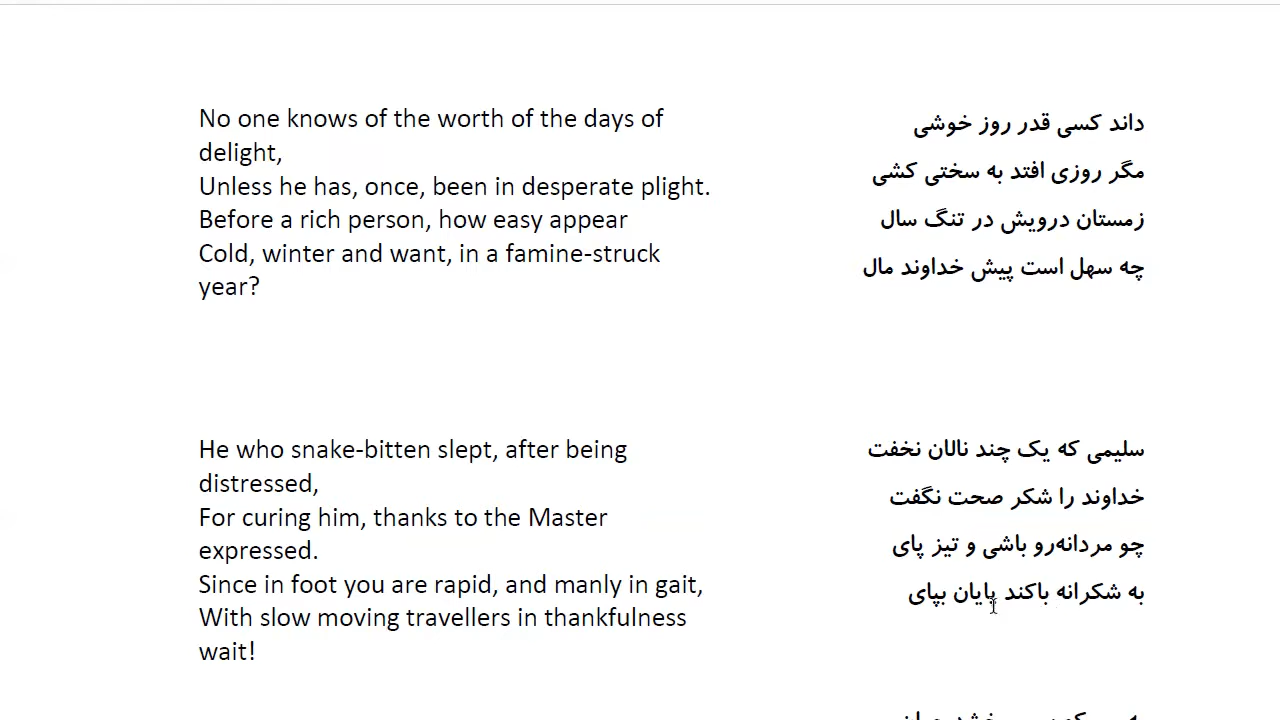 No one knows of the worth of the days of
delight,
Unless he has, once, been in desperate plight.
Before a rich person, how easy appear
Cold, winter and want, in a famine-struck
year?
داند کسی قدر روز خوشی
مگر روزی افتد به سختی کشی
زمستان درویش در تنگ سال
چه سهل است پیش خداوند مال
He who snake-bitten slept, after being
distressed,
For curing him, thanks to the Master
expressed.
Since in foot you are rapid, and manly in gait,
With slow moving travellers in thankfulness
wait!
سلیمی که یک چند نالان نخفت
خداوند را شکر صحت نگفت
چو مردانه‌رو باشی و تیز پای
به شکرانه باکند پایان بپای